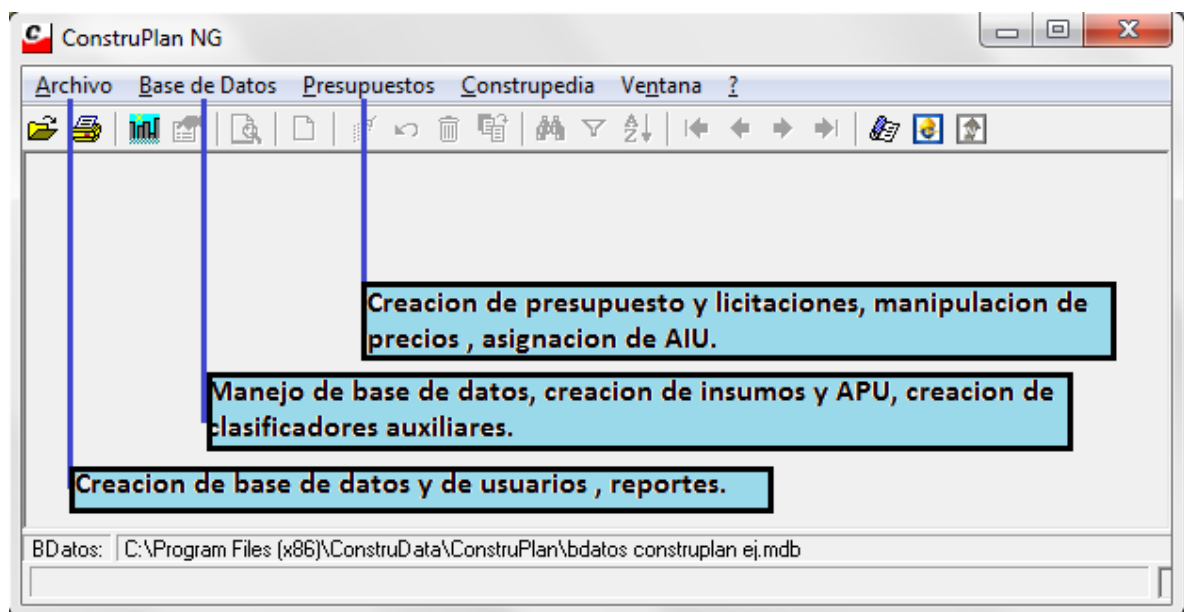 ConstruPlan NG
Archivo Base de Datos Presupuestos Construpedia Ventana ?
Creacion de presupuesto y licitaciones, manipulacion de
precios , asignacion de AIU.
Manejo de base de datos, creacion de insumos y APU, creacion de
clasificadores auxiliares.
Creacion de base de datos y de usuarios , reportes.
BDatos: C:\Program Files (x86)\ConstruData\ConstruPlan\bdatos construplan ej.mdb